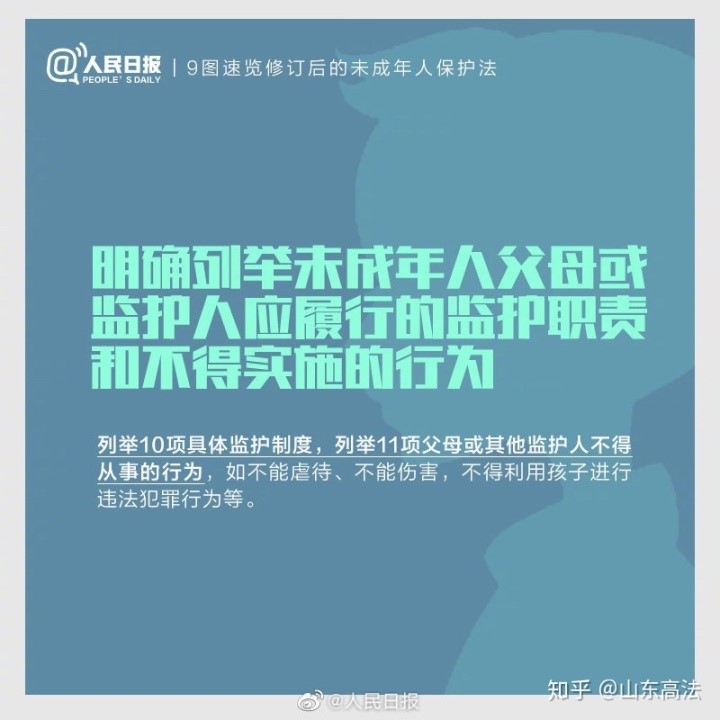 @人民日报 | 9图速览修订后的未成年人保护法
PEOPLE'S DAILY
明确列举未成年人父母或
监护人应履行的监护职责
和不得实施的行为
列举10项具体监护制度，列举11项父母或其他监护人不得
从事的行为，如不能虐待、不能伤害，不得利用孩子进行
违法犯罪行为等。
@人民日报
知乎 @山东高法